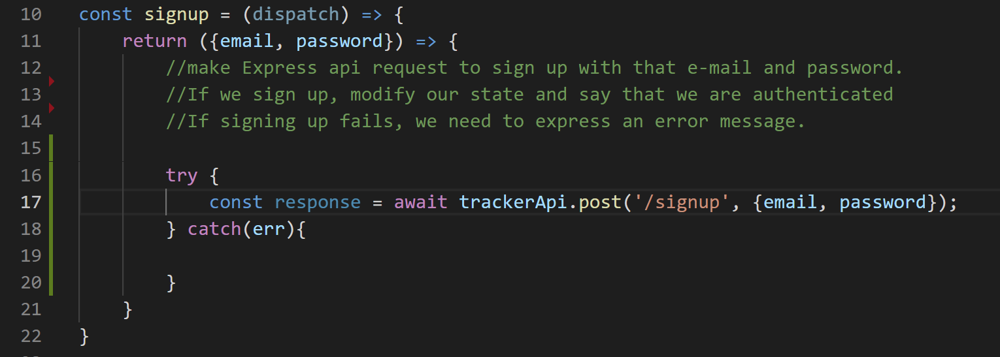 10 const signup = (dispatch) => {
11 return ({email, password}) => {
12 //make Express api request to sign up with that e-mail and password.
13 //If we sign up, modify our state and say that we are authenticated
14 //If signing up fails, we need to express an error message.
15
16 try {
17 const response = await trackerApi.post('/signup', {email, password});
18 } catch(err){
19
20 }
21 }
22 }